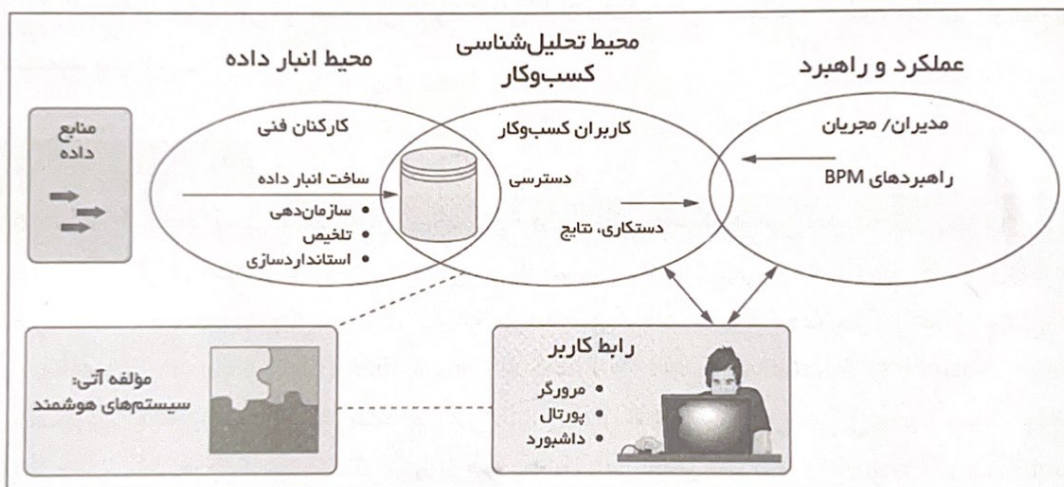 محیط انبار داده
محیط تحلیل‌شناسی
کسب‌وکار
عملکرد و راهبرد
منابع
داده
کارکنان فنی
ساخت انبار داده
• سازمان‌دهی
• تلخیص
• استانداردسازی
کاربران کسب‌وکار
دسترسی
دستکاری، نتایج
مدیران/ مجریان
راهبردهای BPM
مؤلفه آتی:
سیستم‌های هوشمند
رابط کاربر
• مرورگر
• پورتال
• داشبورد